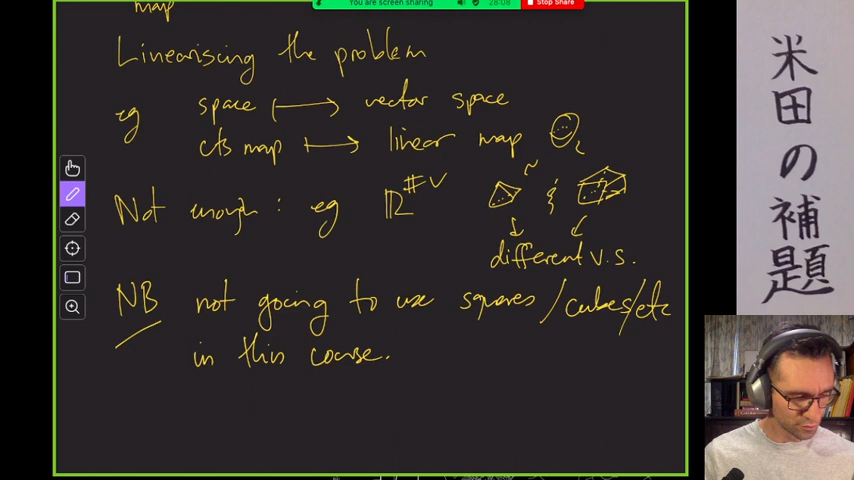 map
You are screen sharing 28:08 Stop Share
Linearising the problem
eg space ⟼ vector space
cts map ⟼ linear map
Not enough : eg ℝ^#V ~ &
different v.s.
NB not going to use squares/cubes/etc
in this course.
米田の補題